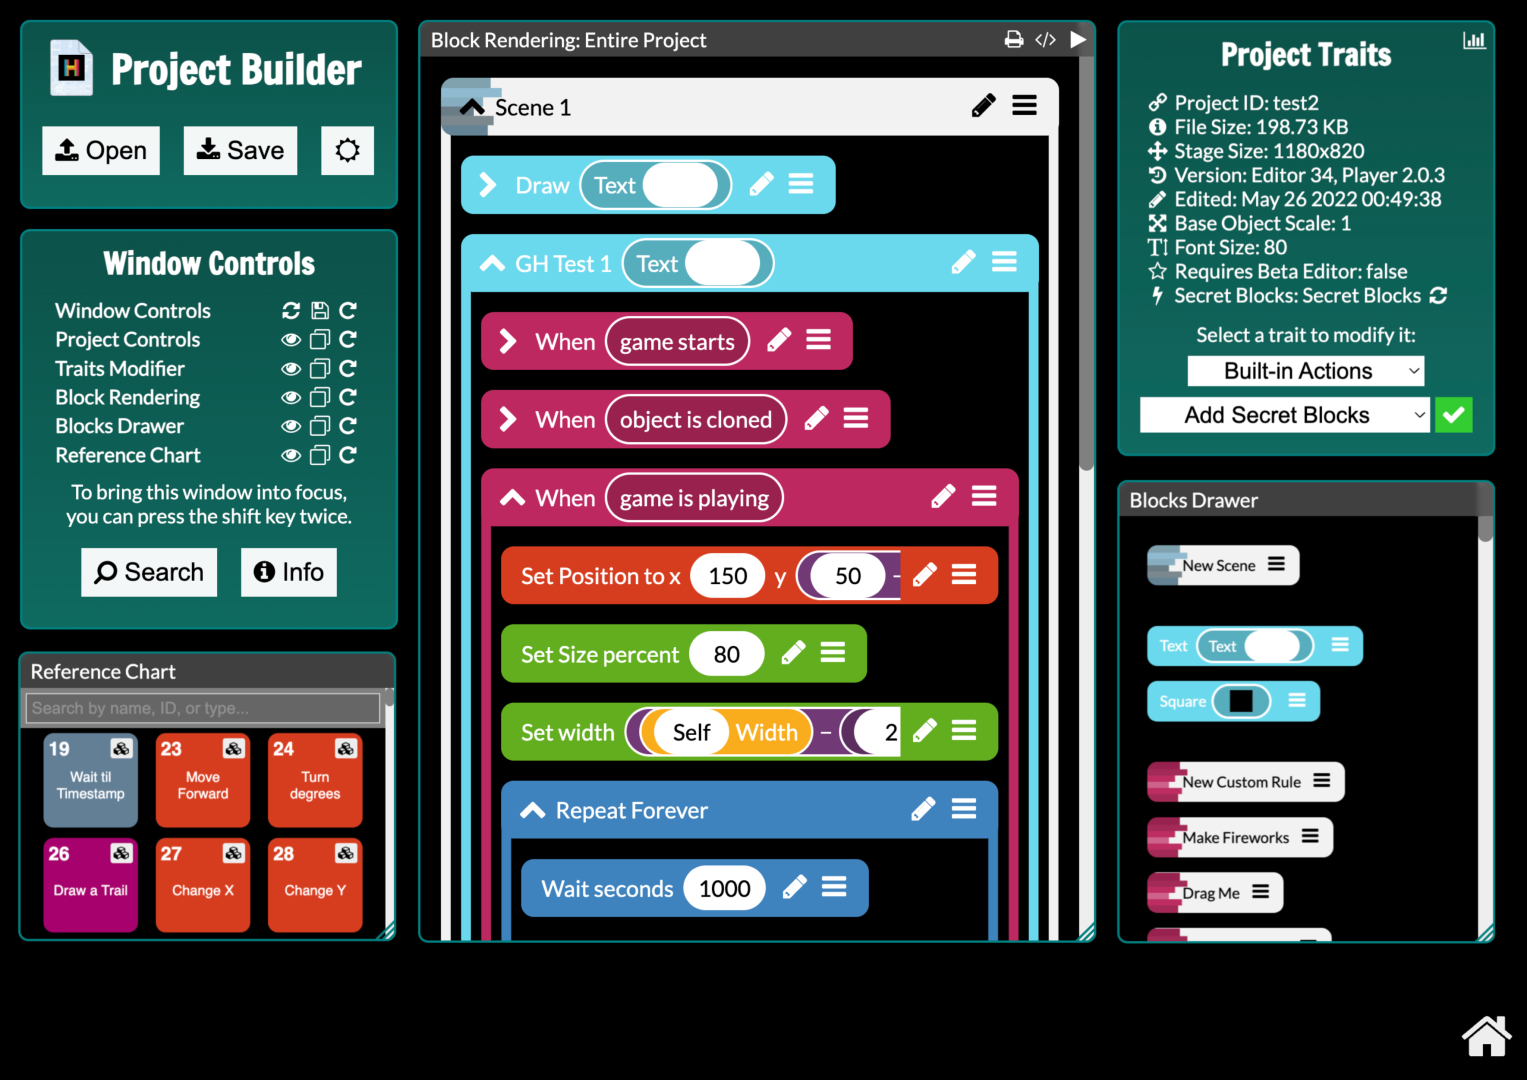 H
Project Builder
Open
Save
Window Controls
Window Controls
Project Controls
Traits Modifier
Block Rendering
Blocks Drawer
Reference Chart
To bring this window into focus,
you can press the shift key twice.
Search
Info
Reference Chart
Search by name, ID, or type...
19
Wait til
Timestamp
23
Move
Forward
24
Turn
degrees
26
Draw a Trail
27
Change X
28
Change Y
Block Rendering: Entire Project
</>
Scene 1
Draw Text
GH Test 1 Text
When game starts
When object is cloned
When game is playing
Set Position to x 150 y 50 -
Set Size percent 80
Set width Self Width - 2
Repeat Forever
Wait seconds 1000
Project Traits
Project ID: test2
File Size: 198.73 KB
Stage Size: 1180x820
Version: Editor 34, Player 2.0.3
Edited: May 26 2022 00:49:38
Base Object Scale: 1
Font Size: 80
Requires Beta Editor: false
Secret Blocks: Secret Blocks
Select a trait to modify it:
Built-in Actions
Add Secret Blocks
Blocks Drawer
New Scene
Text Text
Square
New Custom Rule
Make Fireworks
Drag Me